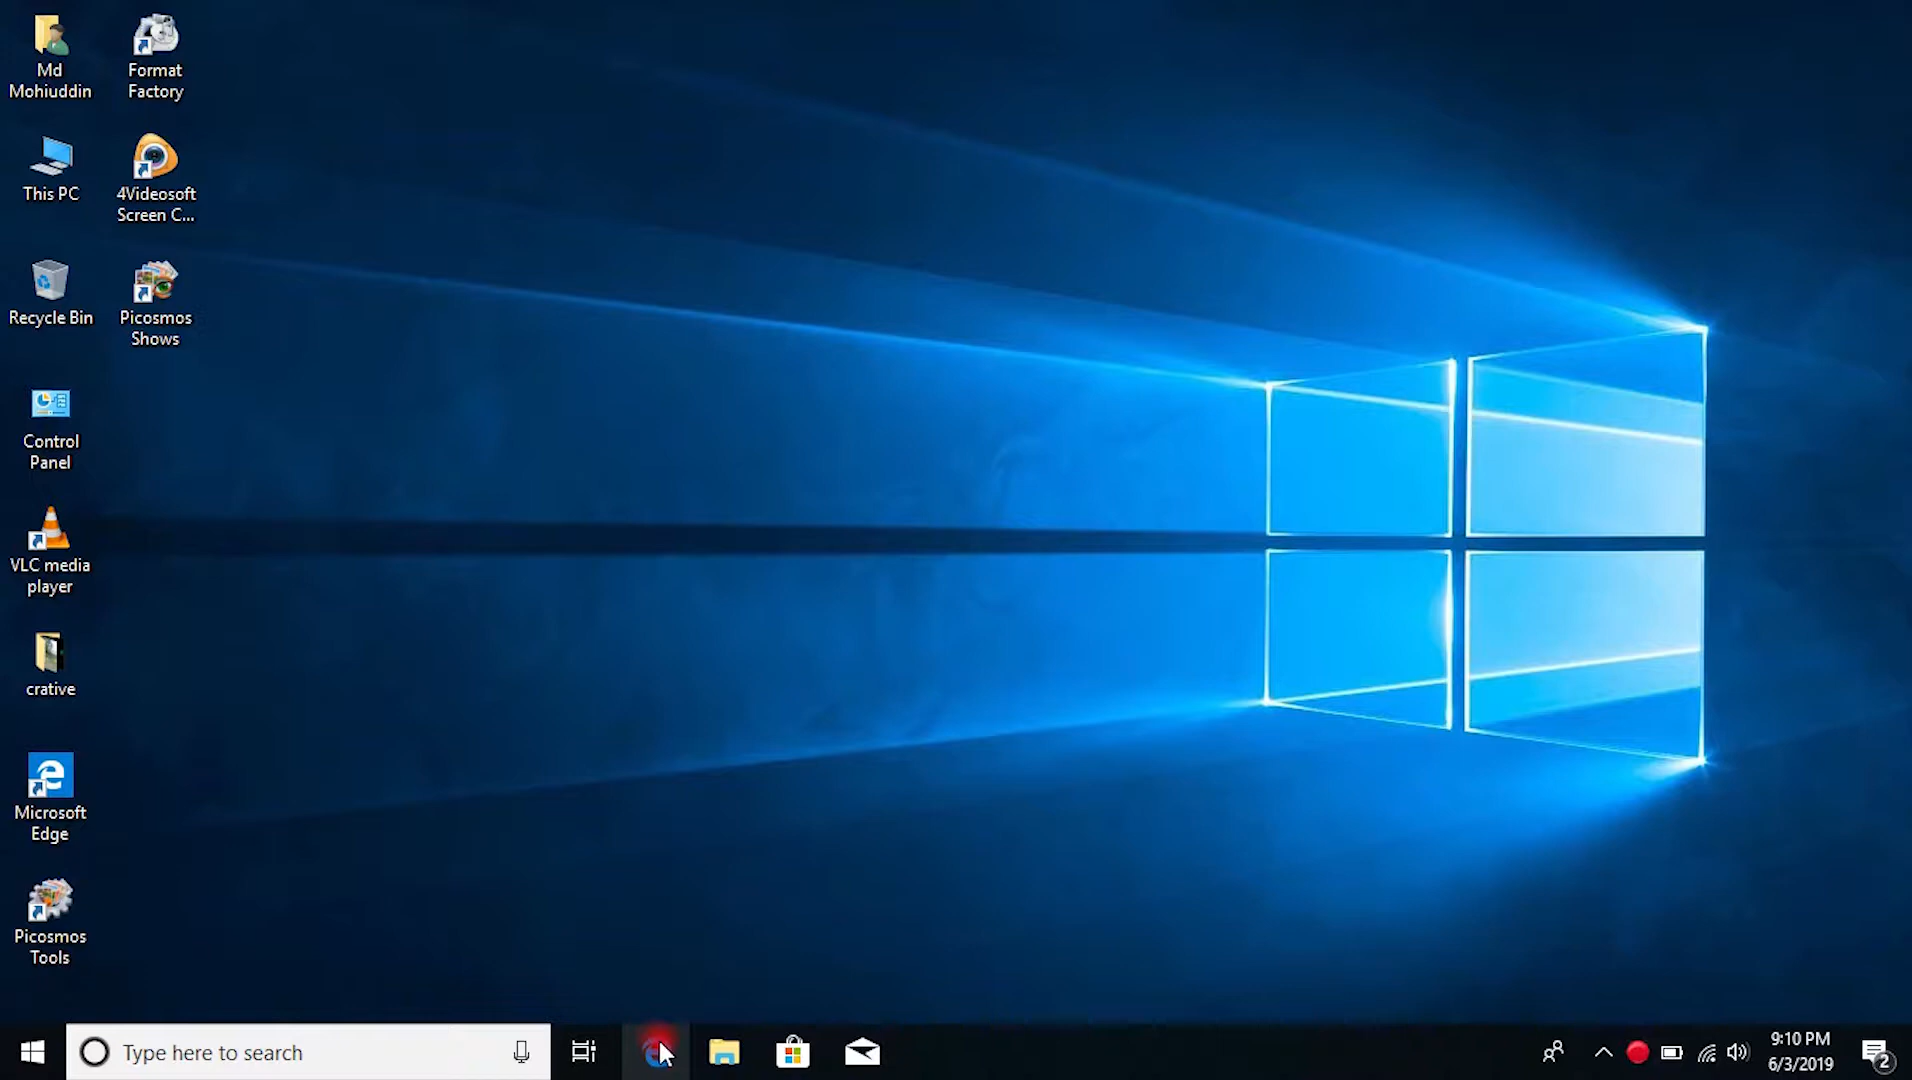 Md
Mohiuddin
Format
Factory
This PC
4Videosoft
Screen C...
Recycle Bin
Picosmos
Shows
Control
Panel
VLC media
player
crative
Microsoft
Edge
Picosmos
Tools
Type here to search
9:10 PM
6/3/2019
2